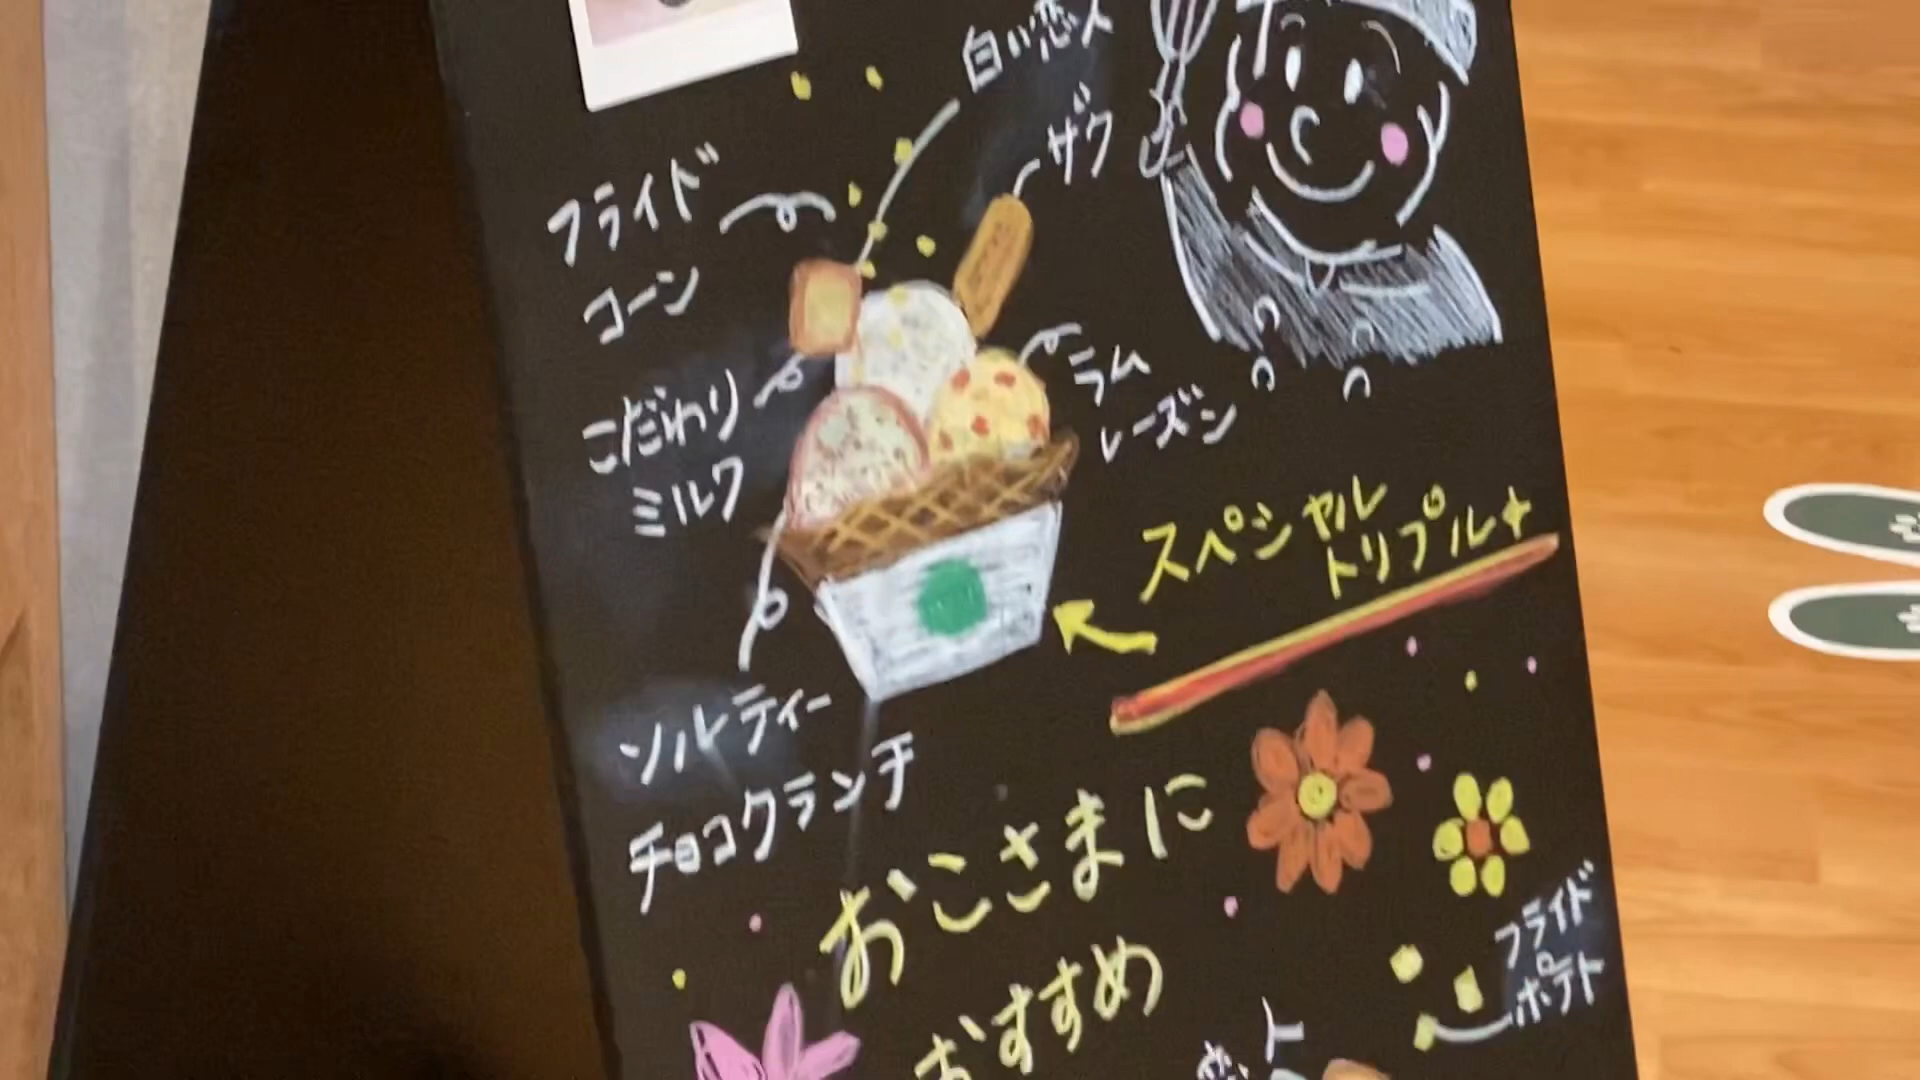 白い恋人
ザク
フライド
コーン
こだわり
ミルク
ラム
レーズン
スペシャル
トリプル
ソルティー
チョコクランチ
おこさまに
おすすめ
フライド
ポテト
恋人